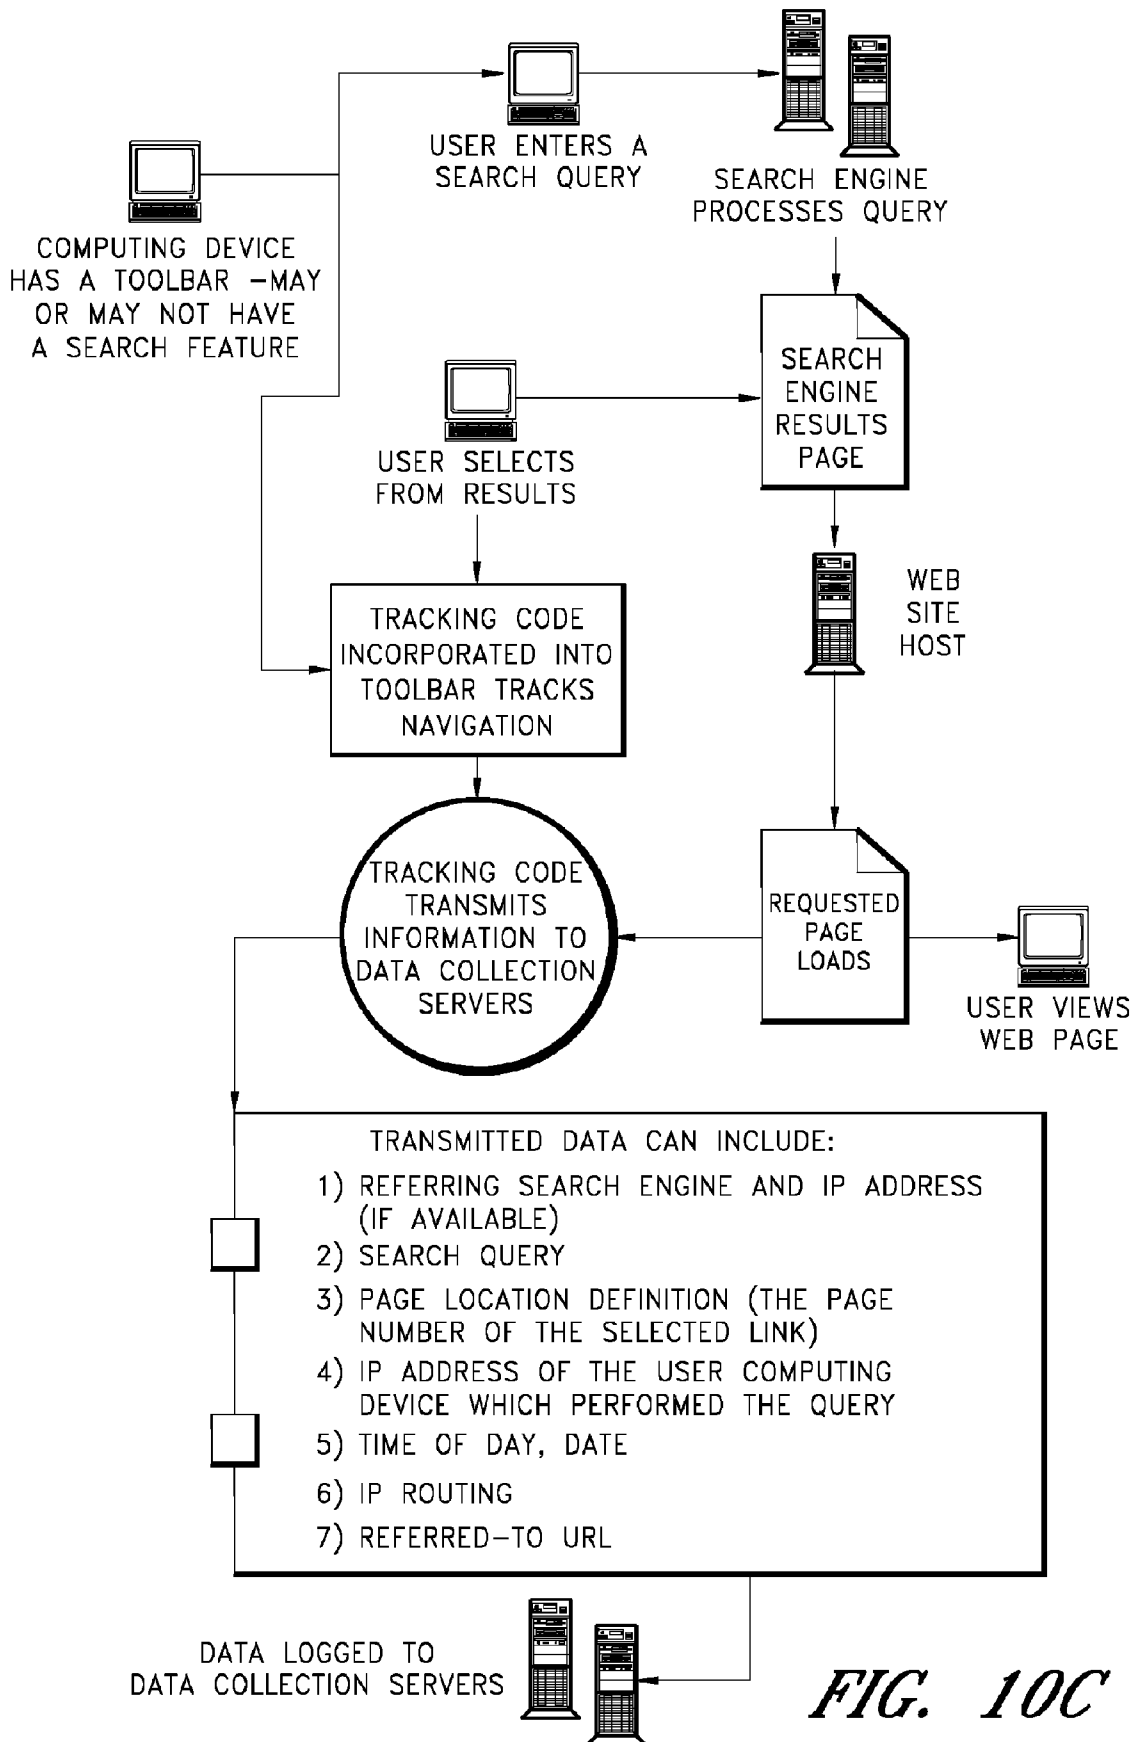 USER ENTERS A
SEARCH QUERY
SEARCH ENGINE
PROCESSES QUERY
COMPUTING DEVICE
HAS A TOOLBAR –MAY
OR MAY NOT HAVE
A SEARCH FEATURE
SEARCH
ENGINE
RESULTS
PAGE
USER SELECTS
FROM RESULTS
WEB
SITE
HOST
TRACKING CODE
INCORPORATED INTO
TOOLBAR TRACKS
NAVIGATION
TRACKING CODE
TRANSMITS
INFORMATION TO
DATA COLLECTION
SERVERS
REQUESTED
PAGE
LOADS
USER VIEWS
WEB PAGE
TRANSMITTED DATA CAN INCLUDE:
1) REFERRING SEARCH ENGINE AND IP ADDRESS
(IF AVAILABLE)
2) SEARCH QUERY
3) PAGE LOCATION DEFINITION (THE PAGE
NUMBER OF THE SELECTED LINK)
4) IP ADDRESS OF THE USER COMPUTING
DEVICE WHICH PERFORMED THE QUERY
5) TIME OF DAY, DATE
6) IP ROUTING
7) REFERRED–TO URL
DATA LOGGED TO
DATA COLLECTION SERVERS
FIG. 10C